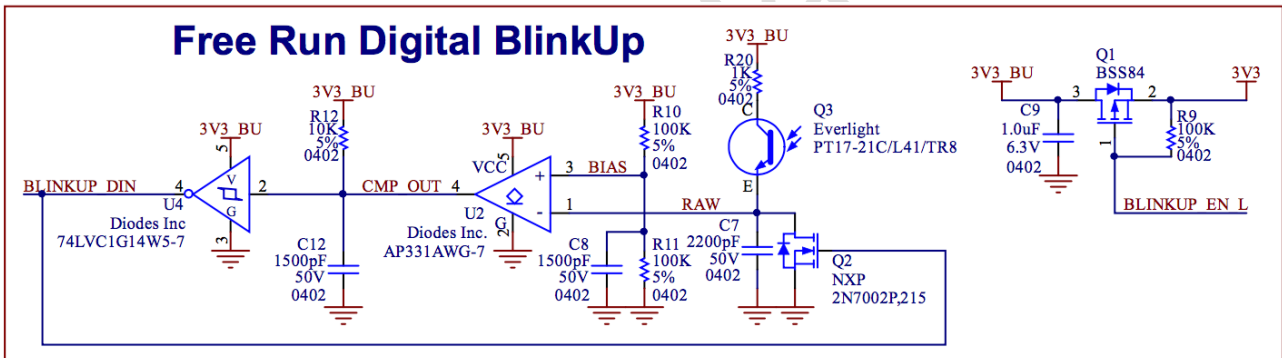 Free Run Digital BlinkUp
3V3_BU
R20
1K
5%
0402
C
Q3
Everlight
PT17-21C/L41/TR8
E
Q1
BSS84
3V3_BU
3
2
3V3
C9
1.0uF
6.3V
0402
1
R9
100K
5%
0402
BLINKUP_EN_L
3V3_BU
R12
10K
5%
0402
3V3_BU
R10
100K
5%
0402
3V3_BU
5
V
G
3
BLINKUP_DIN
4
2
U4
Diodes Inc
74LVC1G14W5-7
CMP_OUT
4
3V3_BU
VCC
5
+
-
G
2
3
BIAS
1
RAW
U2
Diodes Inc.
AP331AWG-7
C12
1500pF
50V
0402
C8
1500pF
50V
0402
R11
100K
5%
0402
C7
2200pF
50V
0402
Q2
NXP
2N7002P,215